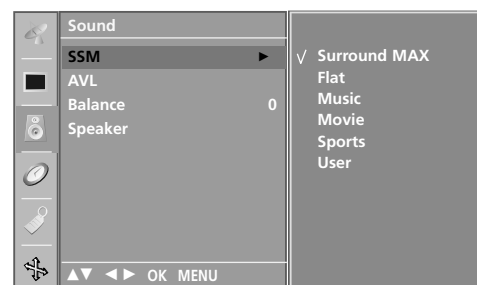 Sound
SSM ►
AVL
Balance 0
Speaker
▲▼ ◄► OK MENU
√ Surround MAX
Flat
Music
Movie
Sports
User